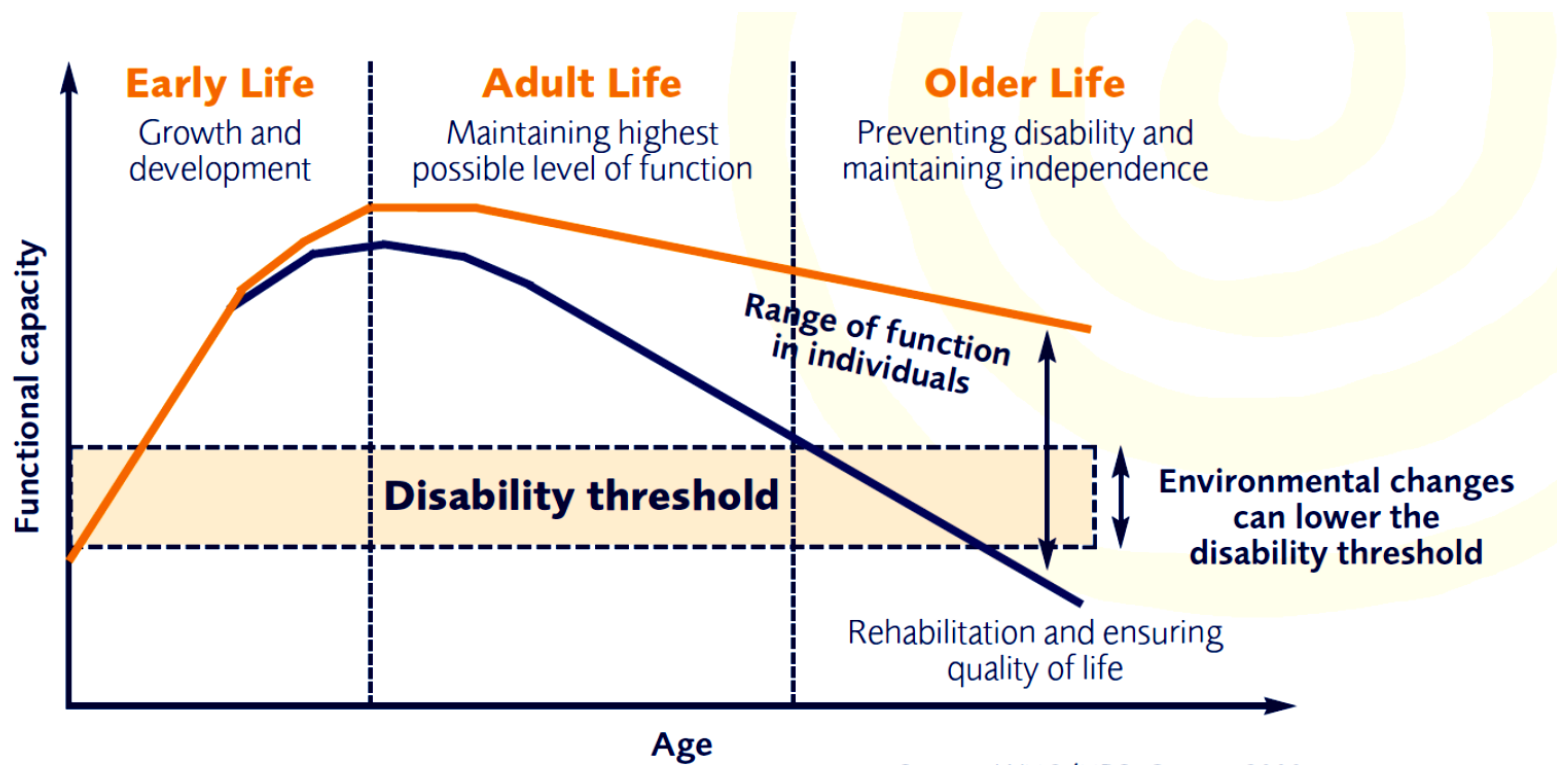 Early Life
Growth and
development
Adult Life
Maintaining highest
possible level of function
Older Life
Preventing disability and
maintaining independence
Functional capacity
Range of function
in individuals
Disability threshold
Environmental changes
can lower the
disability threshold
Rehabilitation and ensuring
quality of life
Age